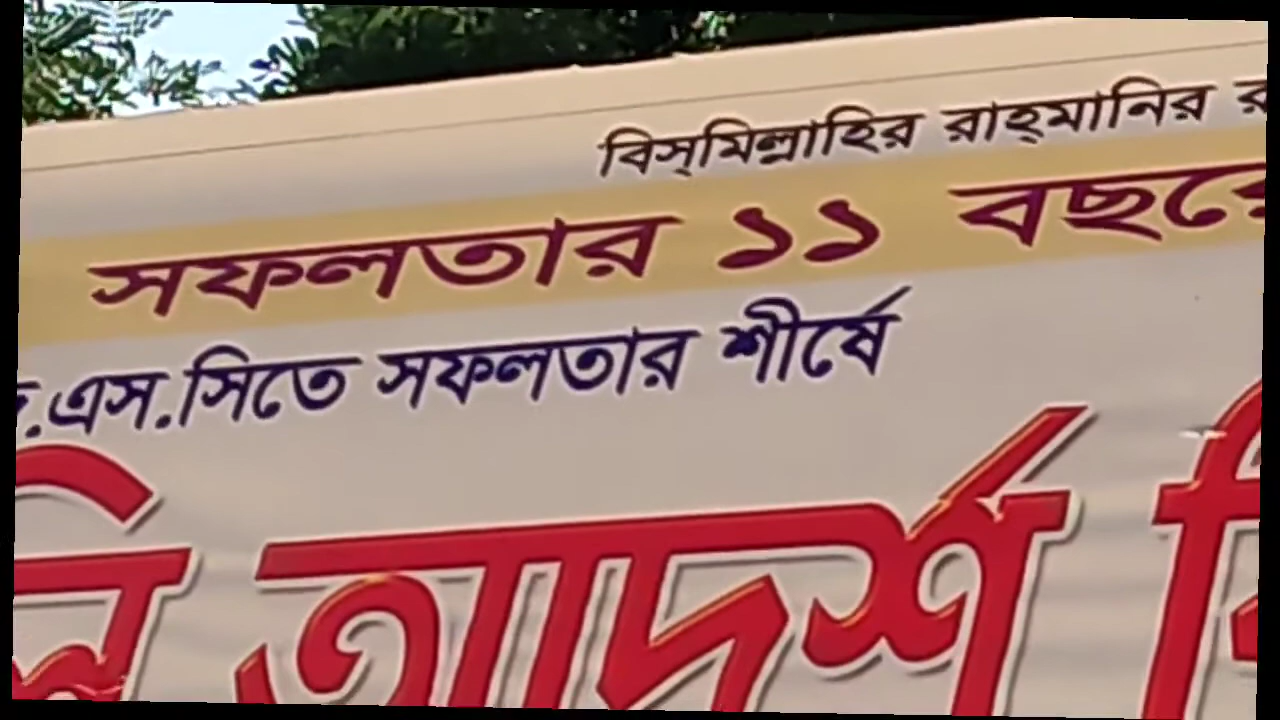 বিস্‌মিল্লাহির রাহ্‌মানির
সফলতার ১১ বছরে
.এস.সিতে সফলতার শীর্ষে
আদর্শ